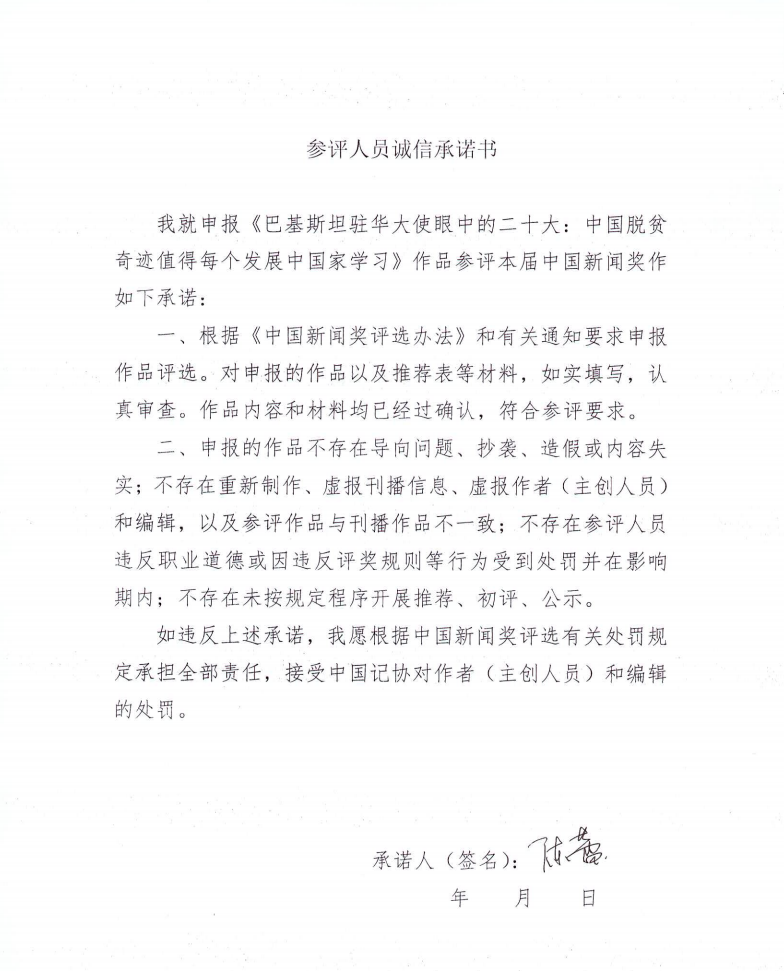 参评人员诚信承诺书
我就申报《巴基斯坦驻华大使眼中的二十大：中国脱贫
奇迹值得每个发展中国家学习》作品参评本届中国新闻奖作
如下承诺：
一、根据《中国新闻奖评选办法》和有关通知要求申报
作品评选。对申报的作品以及推荐表等材料，如实填写，认
真审查。作品内容和材料均已经过确认，符合参评要求。
二、申报的作品不存在导向问题、抄袭、造假或内容失
实；不存在重新制作、虚报刊播信息、虚报作者（主创人员）
和编辑，以及参评作品与刊播作品不一致；不存在参评人员
违反职业道德或因违反评奖规则等行为受到处罚并在影响
期内；不存在未按规定程序开展推荐、初评、公示。
如违反上述承诺，我愿根据中国新闻奖评选有关处罚规
定承担全部责任，接受中国记协对作者（主创人员）和编辑
的处罚。
承诺人（签名）：陈
年 月 日